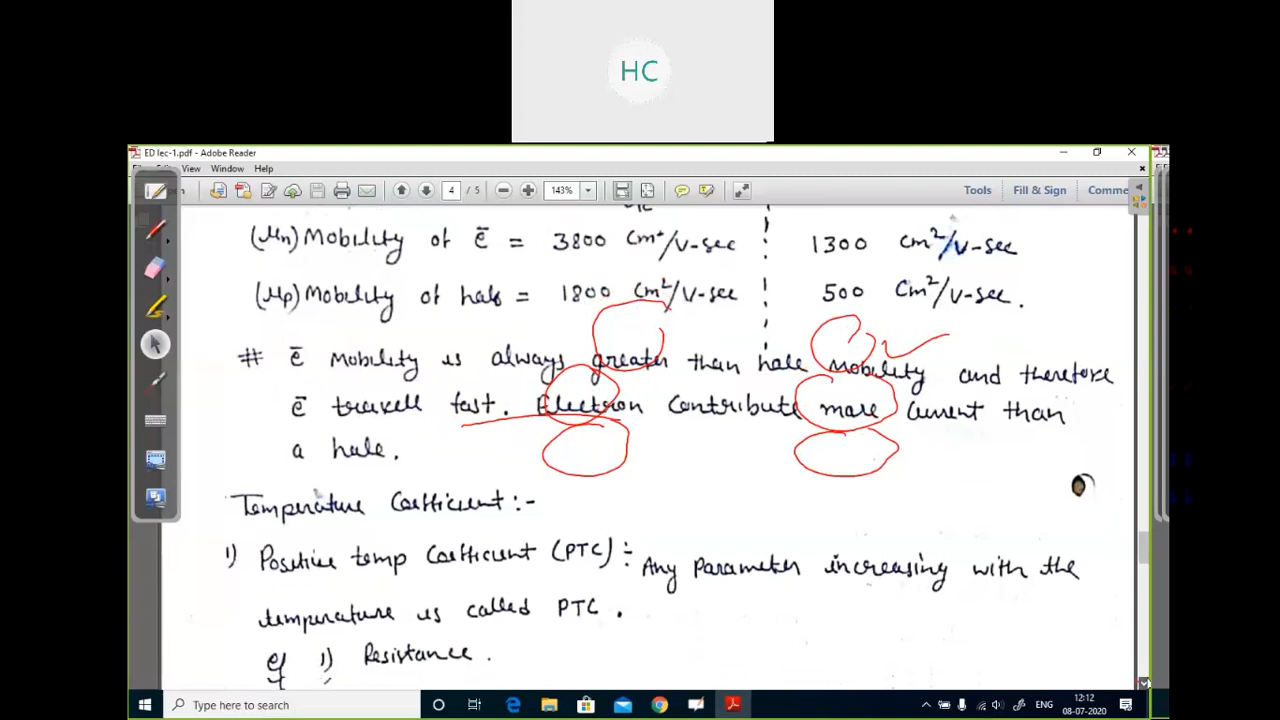 HC
ED lec-1.pdf - Adobe Reader
View Window Help
4 / 5 143% Tools Fill & Sign Comme
(μn) Mobility of ē = 3800 Cm²/V-sec 1300 Cm²/V-sec
(μp) Mobility of hole = 1800 Cm²/V-sec 500 Cm²/V-sec.
# ē mobility is always greater than hole mobility and therefore
ē travell fast. Electron Contribute more current than
a hole.
Temperature Coefficient :-
1) Positive temp Coefficient (PTC) :- Any Parameter increasing with the
temperature is called PTC.
eg 1) Resistance.
Type here to search
ENG
12:12
08-07-2020